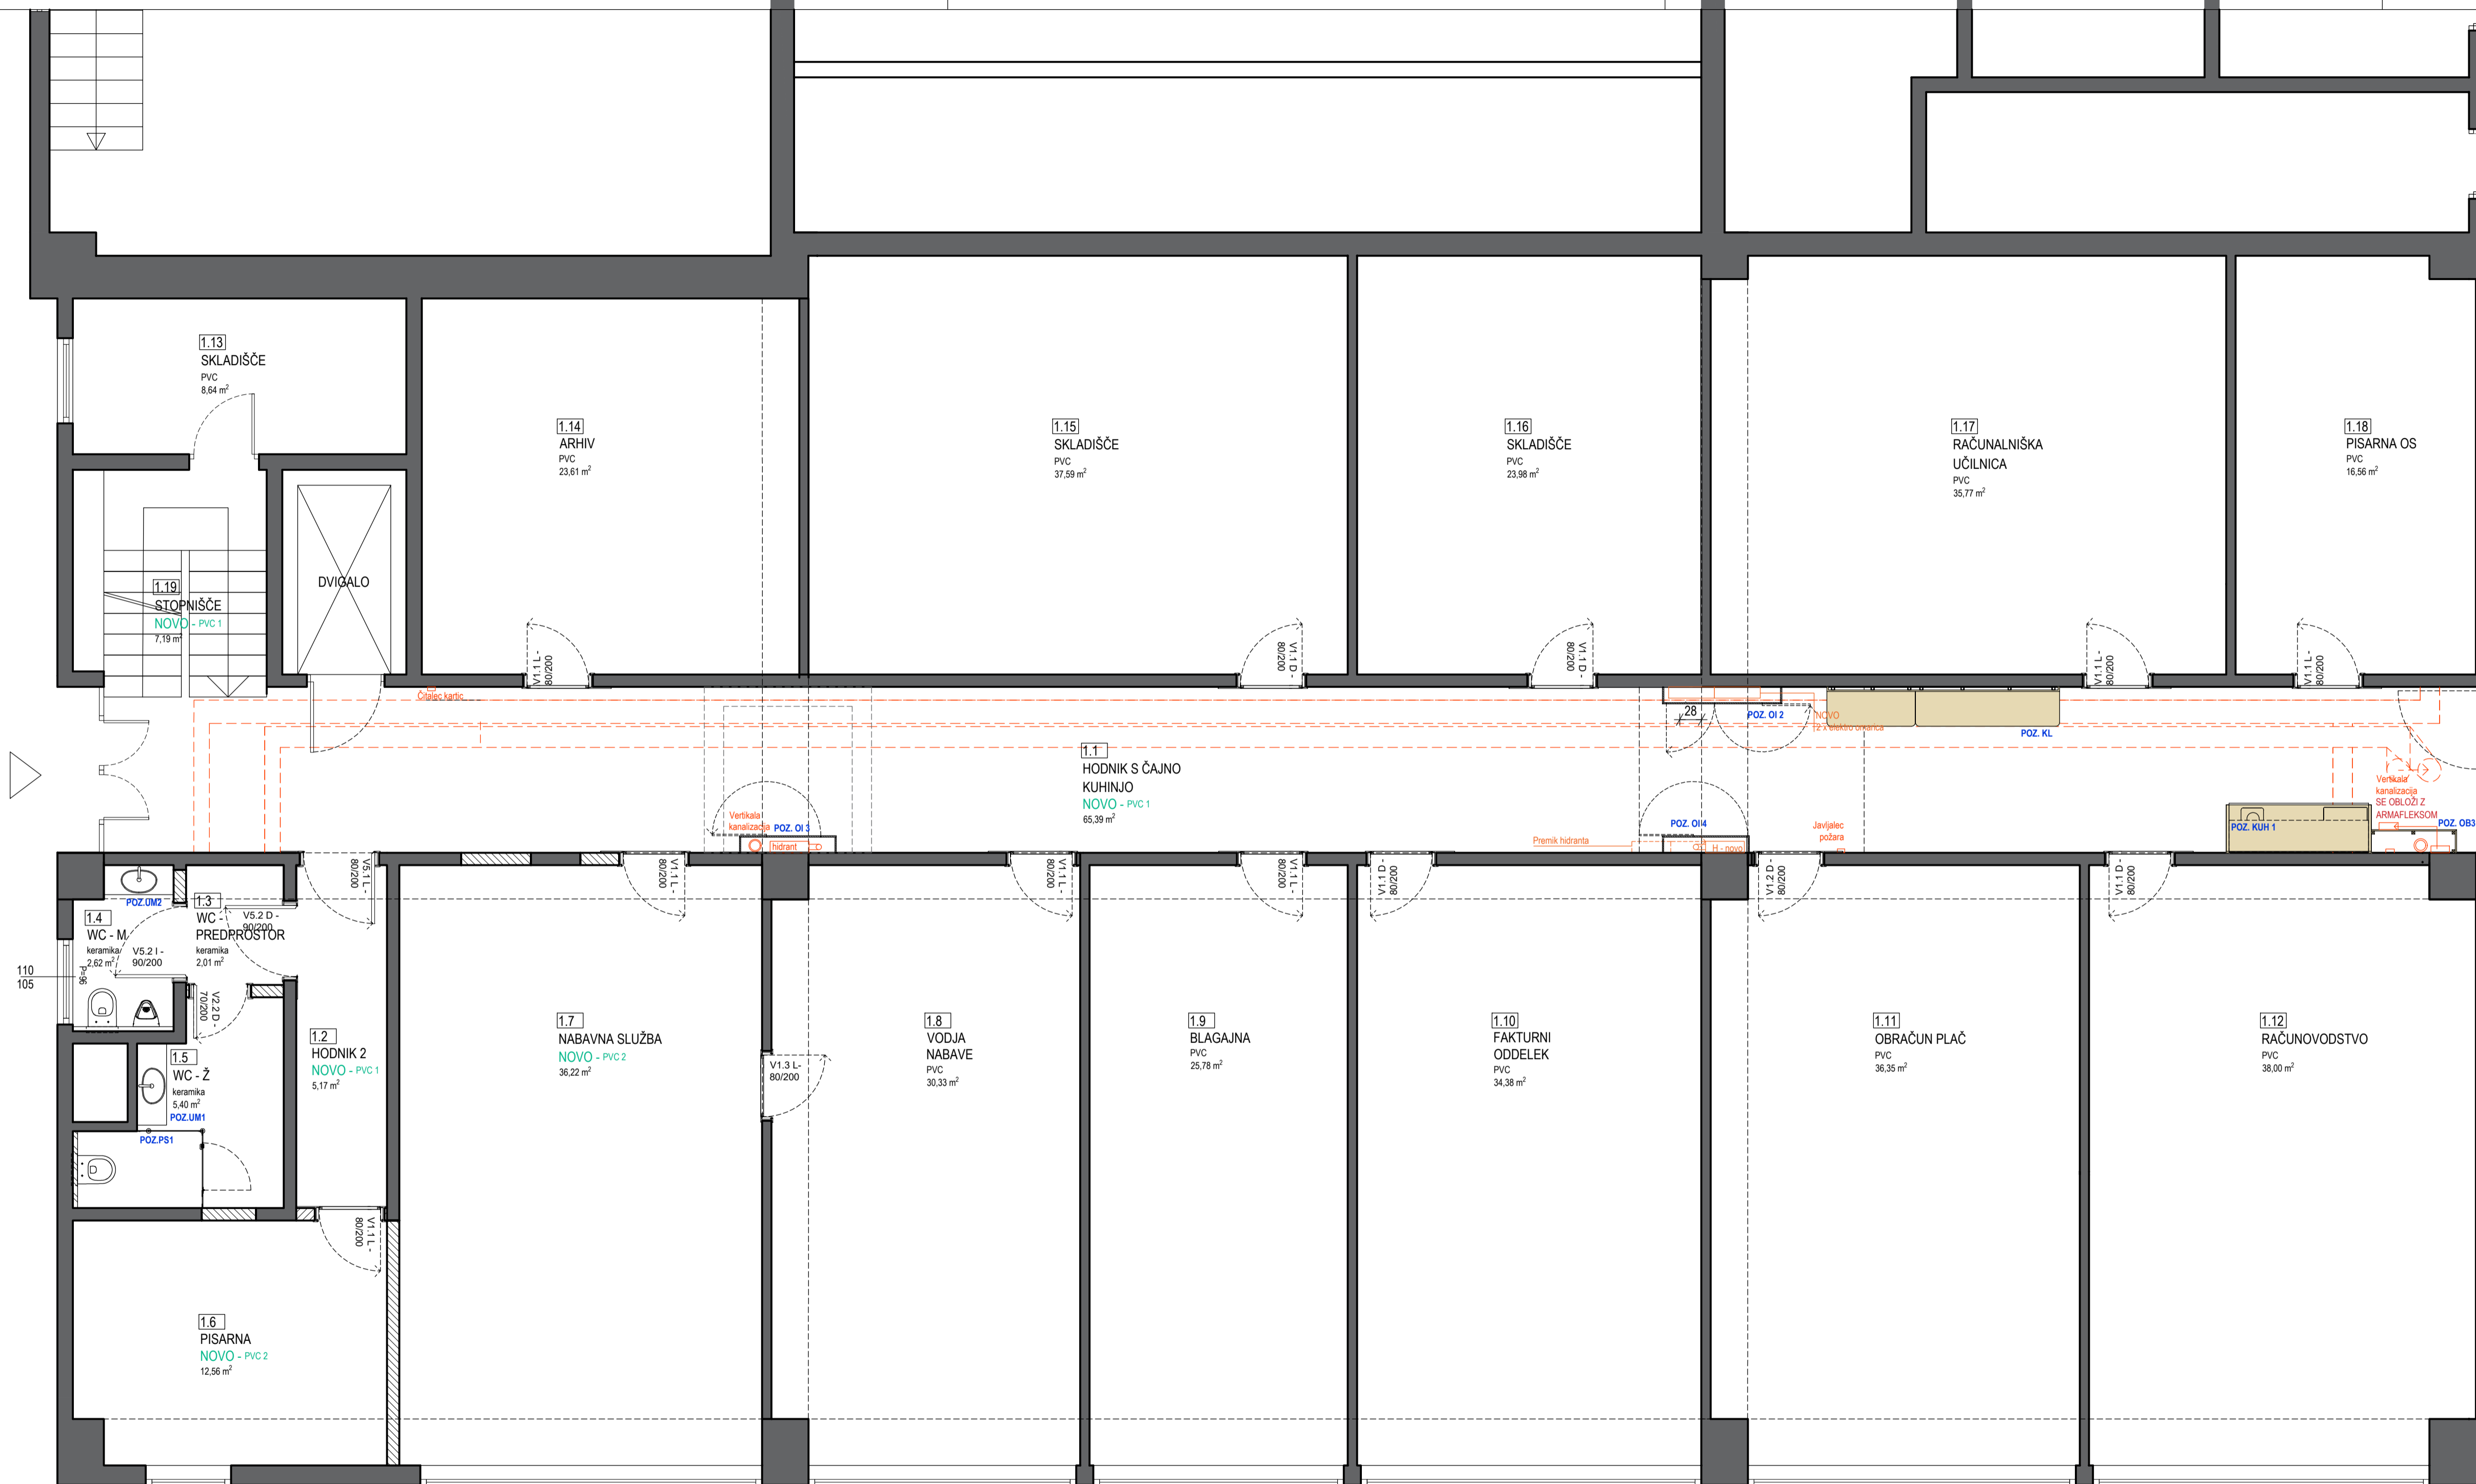 1.13
SKLADIŠČE
PVC
8,64 m²
1.14
ARHIV
PVC
23,61 m²
1.15
SKLADIŠČE
PVC
37,59 m²
1.16
SKLADIŠČE
PVC
23,98 m²
1.17
RAČUNALNIŠKA
UČILNICA
PVC
35,77 m²
1.18
PISARNA OS
PVC
16,56 m²
1.19
STOPNIŠČE
NOVO - PVC 1
7,19 m²
DVIGALO
V1.1 L -
80/200
V1.1 D -
80/200
V1.1 D -
80/200
V1.1 L -
80/200
V1.1 L -
80/200
Čitalec kartic
28
POZ. OI 2
NOVO
2 x elektro omarica
POZ. KL
1.1
HODNIK S ČAJNO
KUHINJO
NOVO - PVC 1
65,39 m²
Vertikala
kanalizacija
POZ. OI 3
hidrant
Premik hidranta
POZ. OI 4
H - novo
Javljalec
požara
POZ. KUH 1
Vertikala
kanalizacija
SE OBLOŽI Z
ARMAFLEKSOM
POZ. OB3
V5.1 L -
80/200
V1.1 L -
80/200
V1.1 L -
80/200
V1.1 L -
80/200
V1.1 D -
80/200
V1.2 D -
80/200
V1.1 D -
80/200
POZ.UM2
1.4
WC - M
keramika
2,62 m²
V5.2 l -
90/200
1.3
WC -
PREDPROSTOR
keramika
2,01 m²
V5.2 D -
90/200
110
105
P=96
V2.2 D -
70/200
1.5
WC - Ž
keramika
5,40 m²
POZ.UM1
POZ.PS1
1.2
HODNIK 2
NOVO - PVC 1
5,17 m²
1.7
NABAVNA SLUŽBA
NOVO - PVC 2
36,22 m²
V1.3 L-
80/200
1.8
VODJA
NABAVE
PVC
30,33 m²
1.9
BLAGAJNA
PVC
25,78 m²
1.10
FAKTURNI
ODDELEK
PVC
34,38 m²
1.11
OBRAČUN PLAČ
PVC
36,35 m²
1.12
RAČUNOVODSTVO
PVC
38,00 m²
V1.1 L -
80/200
1.6
PISARNA
NOVO - PVC 2
12,56 m²